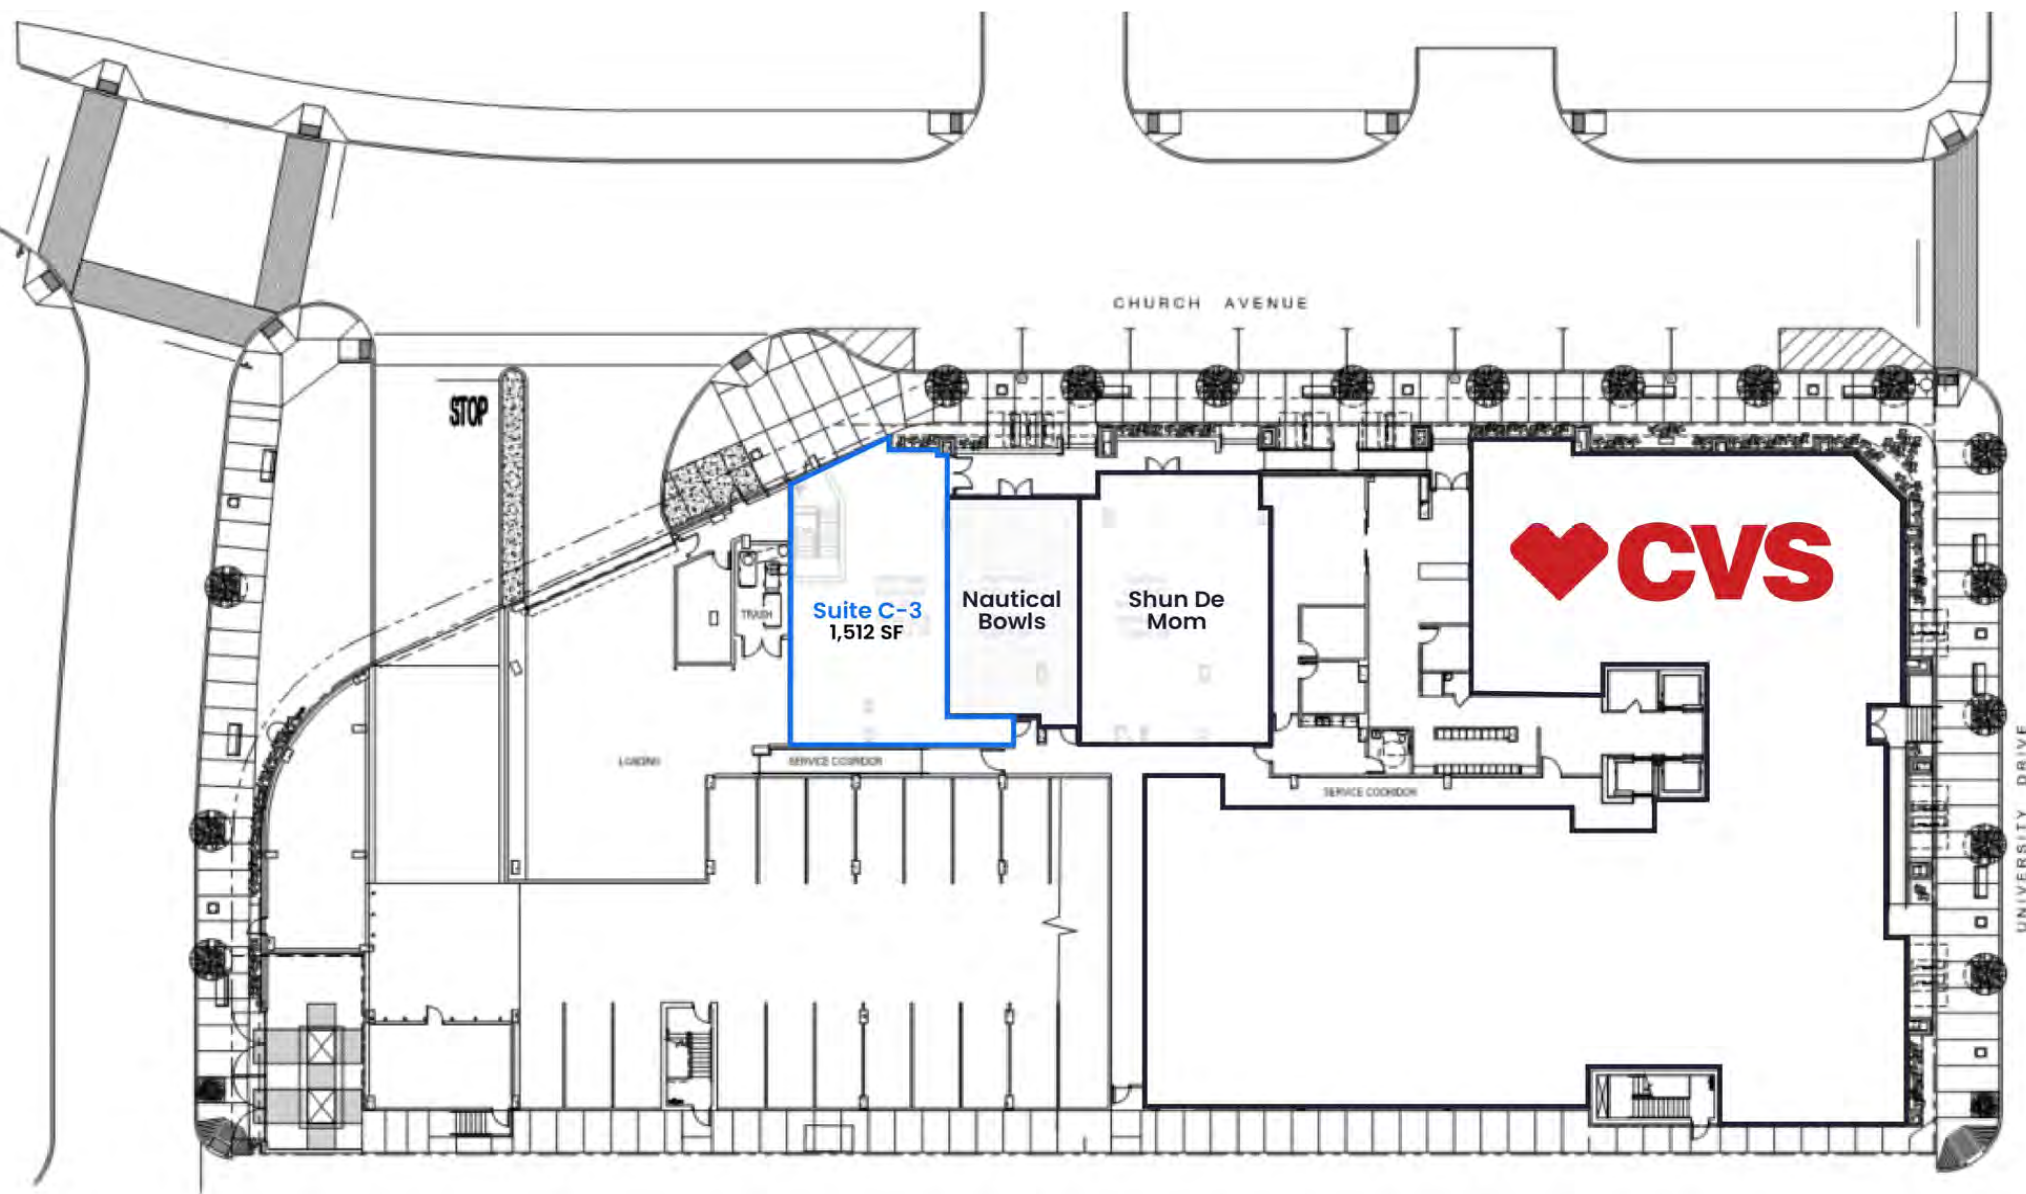 CHURCH AVENUE
STOP
CVS
Suite C-3
1,512 SF
Nautical
Bowls
Shun De
Mom
TRASH
LOADING
SERVICE CORRIDOR
SERVICE CORRIDOR
UNIVERSITY DRIVE